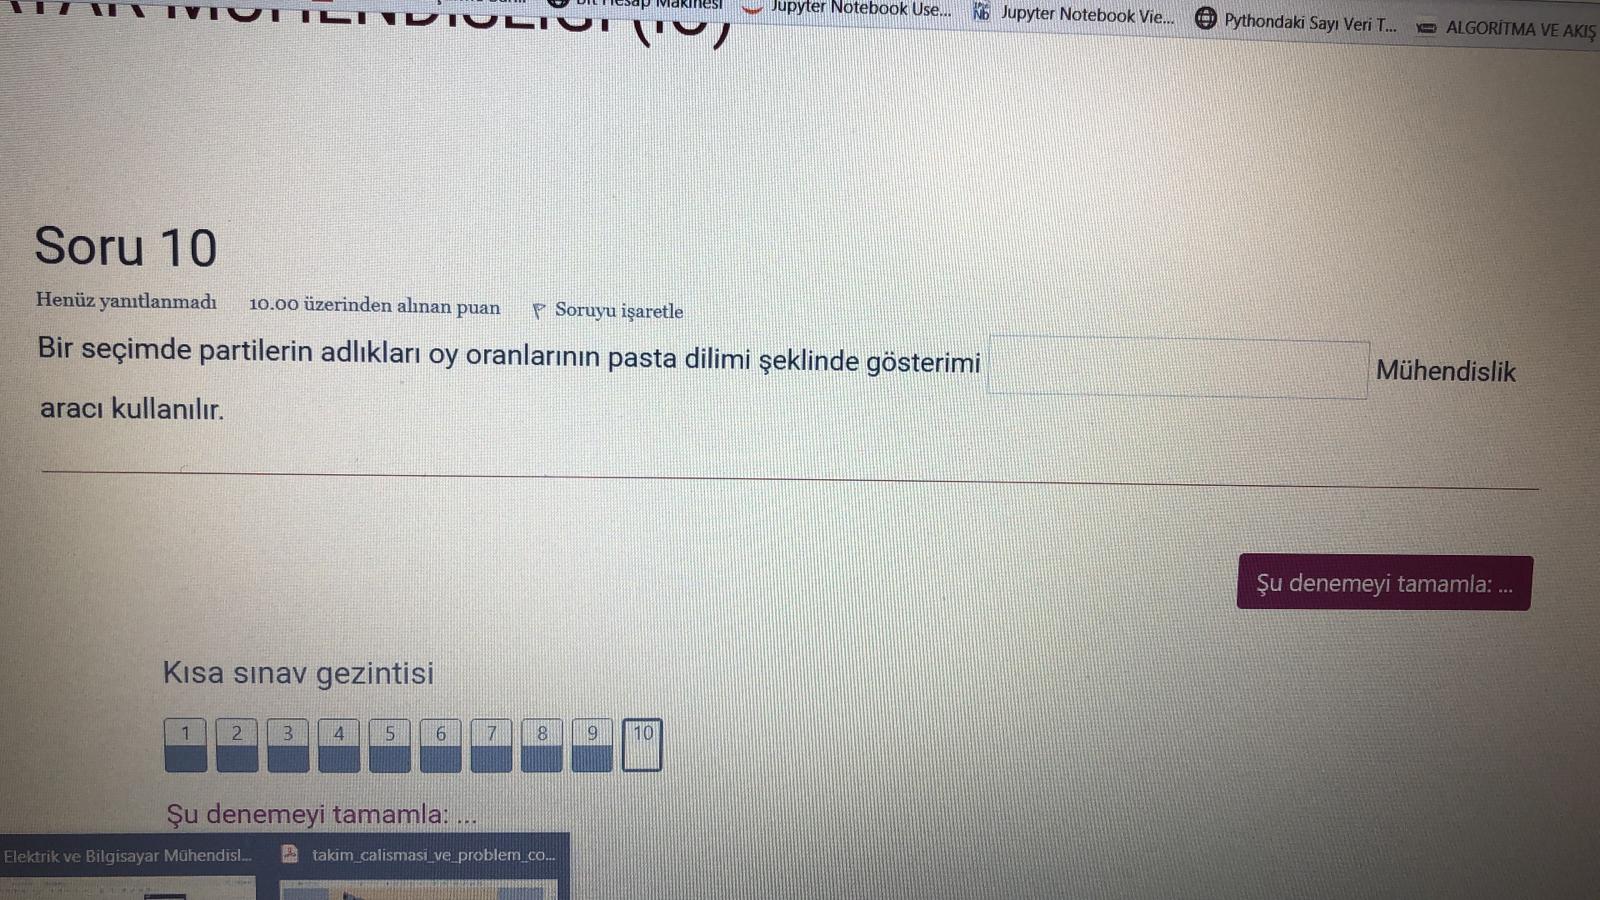 MÜHENDİSLİĞİ (İÖ)
Bit Hesap Makinesi
Jupyter Notebook Use...
Jupyter Notebook Vie...
Pythondaki Sayı Veri T...
ALGORİTMA VE AKIŞ
Soru 10
Henüz yanıtlanmadı 10.00 üzerinden alınan puan Soruyu işaretle
Bir seçimde partilerin adlıkları oy oranlarının pasta dilimi şeklinde gösterimi Mühendislik
aracı kullanılır.
Şu denemeyi tamamla: ...
Kısa sınav gezintisi
1 2 3 4 5 6 7 8 9 10
Şu denemeyi tamamla: ...
Elektrik ve Bilgisayar Mühendisl...
takim_calismasi_ve_problem_co...